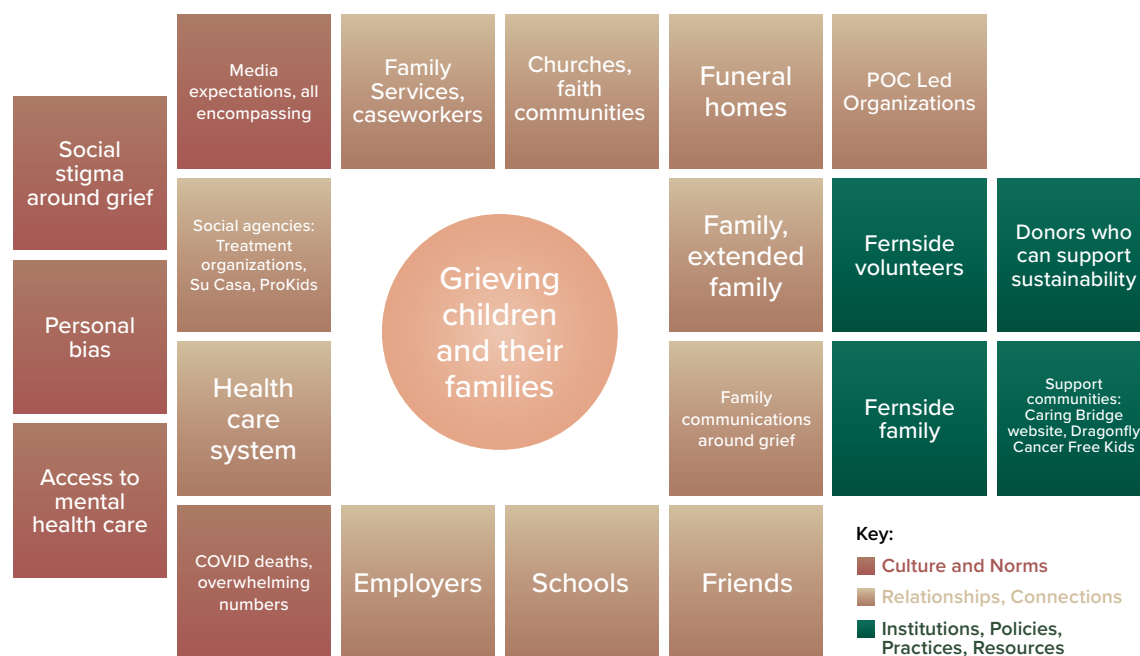 Media
expectations, all
encompassing
Family
Services,
caseworkers
Churches,
faith
communities
Funeral
homes
POC Led
Organizations
Social
stigma
around grief
Social agencies:
Treatment
organizations,
Su Casa, ProKids
Grieving
children
and their
families
Family,
extended
family
Fernside
volunteers
Donors who
can support
sustainability
Personal
bias
Health
care
system
Family
communications
around grief
Fernside
family
Support
communities:
Caring Bridge
website, Dragonfly
Cancer Free Kids
Access to
mental
health care
COVID deaths,
overwhelming
numbers
Employers
Schools
Friends
Key:
Culture and Norms
Relationships, Connections
Institutions, Policies,
Practices, Resources